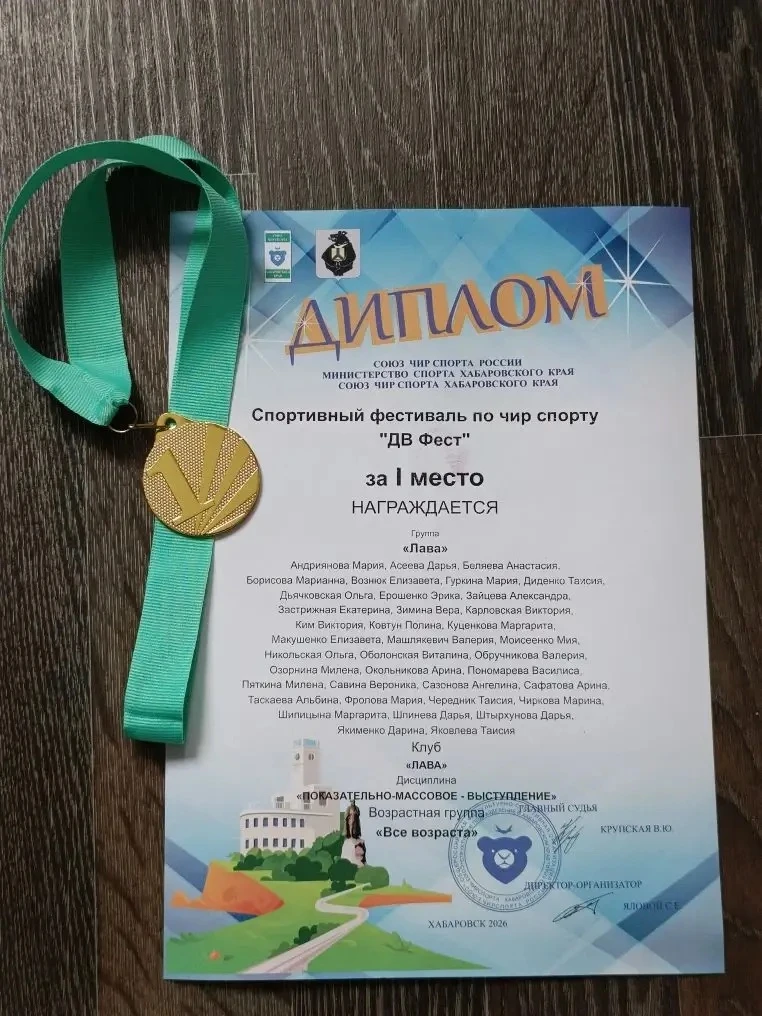 ДИПЛОМ
СОЮЗ ЧИР СПОРТА РОССИИ
МИНИСТЕРСТВО СПОРТА ХАБАРОВСКОГО КРАЯ
СОЮЗ ЧИР СПОРТА ХАБАРОВСКОГО КРАЯ
Спортивный фестиваль по чир спорту
"ДВ Фест"
за I место
НАГРАЖДАЕТСЯ
1
Группа
«Лава»
Андриянова Мария, Асеева Дарья, Беляева Анастасия,
Борисова Марианна, Вознюк Елизавета, Гуркина Мария, Диденко Таисия,
Дьячковская Ольга, Ерошенко Эрика, Зайцева Александра,
Застрижная Екатерина, Зимина Вера, Карловская Виктория,
Ким Виктория, Ковтун Полина, Куценкова Маргарита,
Макушенко Елизавета, Машлякевич Валерия, Моисеенко Мия,
Никольская Ольга, Оболонская Виталина, Обручникова Валерия,
Озорнина Милена, Окольникова Арина, Пономарева Василиса,
Пяткина Милена, Савина Вероника, Сазонова Ангелина, Сафатова Арина,
Таскаева Альбина, Фролова Мария, Чередник Таисия, Чиркова Марина,
Шипицына Маргарита, Шпинева Дарья, Штырхунова Дарья,
Якименко Дарина, Яковлева Таисия
Клуб
«ЛАВА»
Дисциплина
«ПОКАЗАТЕЛЬНО-МАССОВОЕ - ВЫСТУПЛЕНИЕ»
Возрастная группа
«Все возраста»
ГЛАВНЫЙ СУДЬЯ
КРУПСКАЯ В.Ю.
ДИРЕКТОР-ОРГАНИЗАТОР
ЯЛОВОЙ С.Е.
ХАБАРОВСК 2026